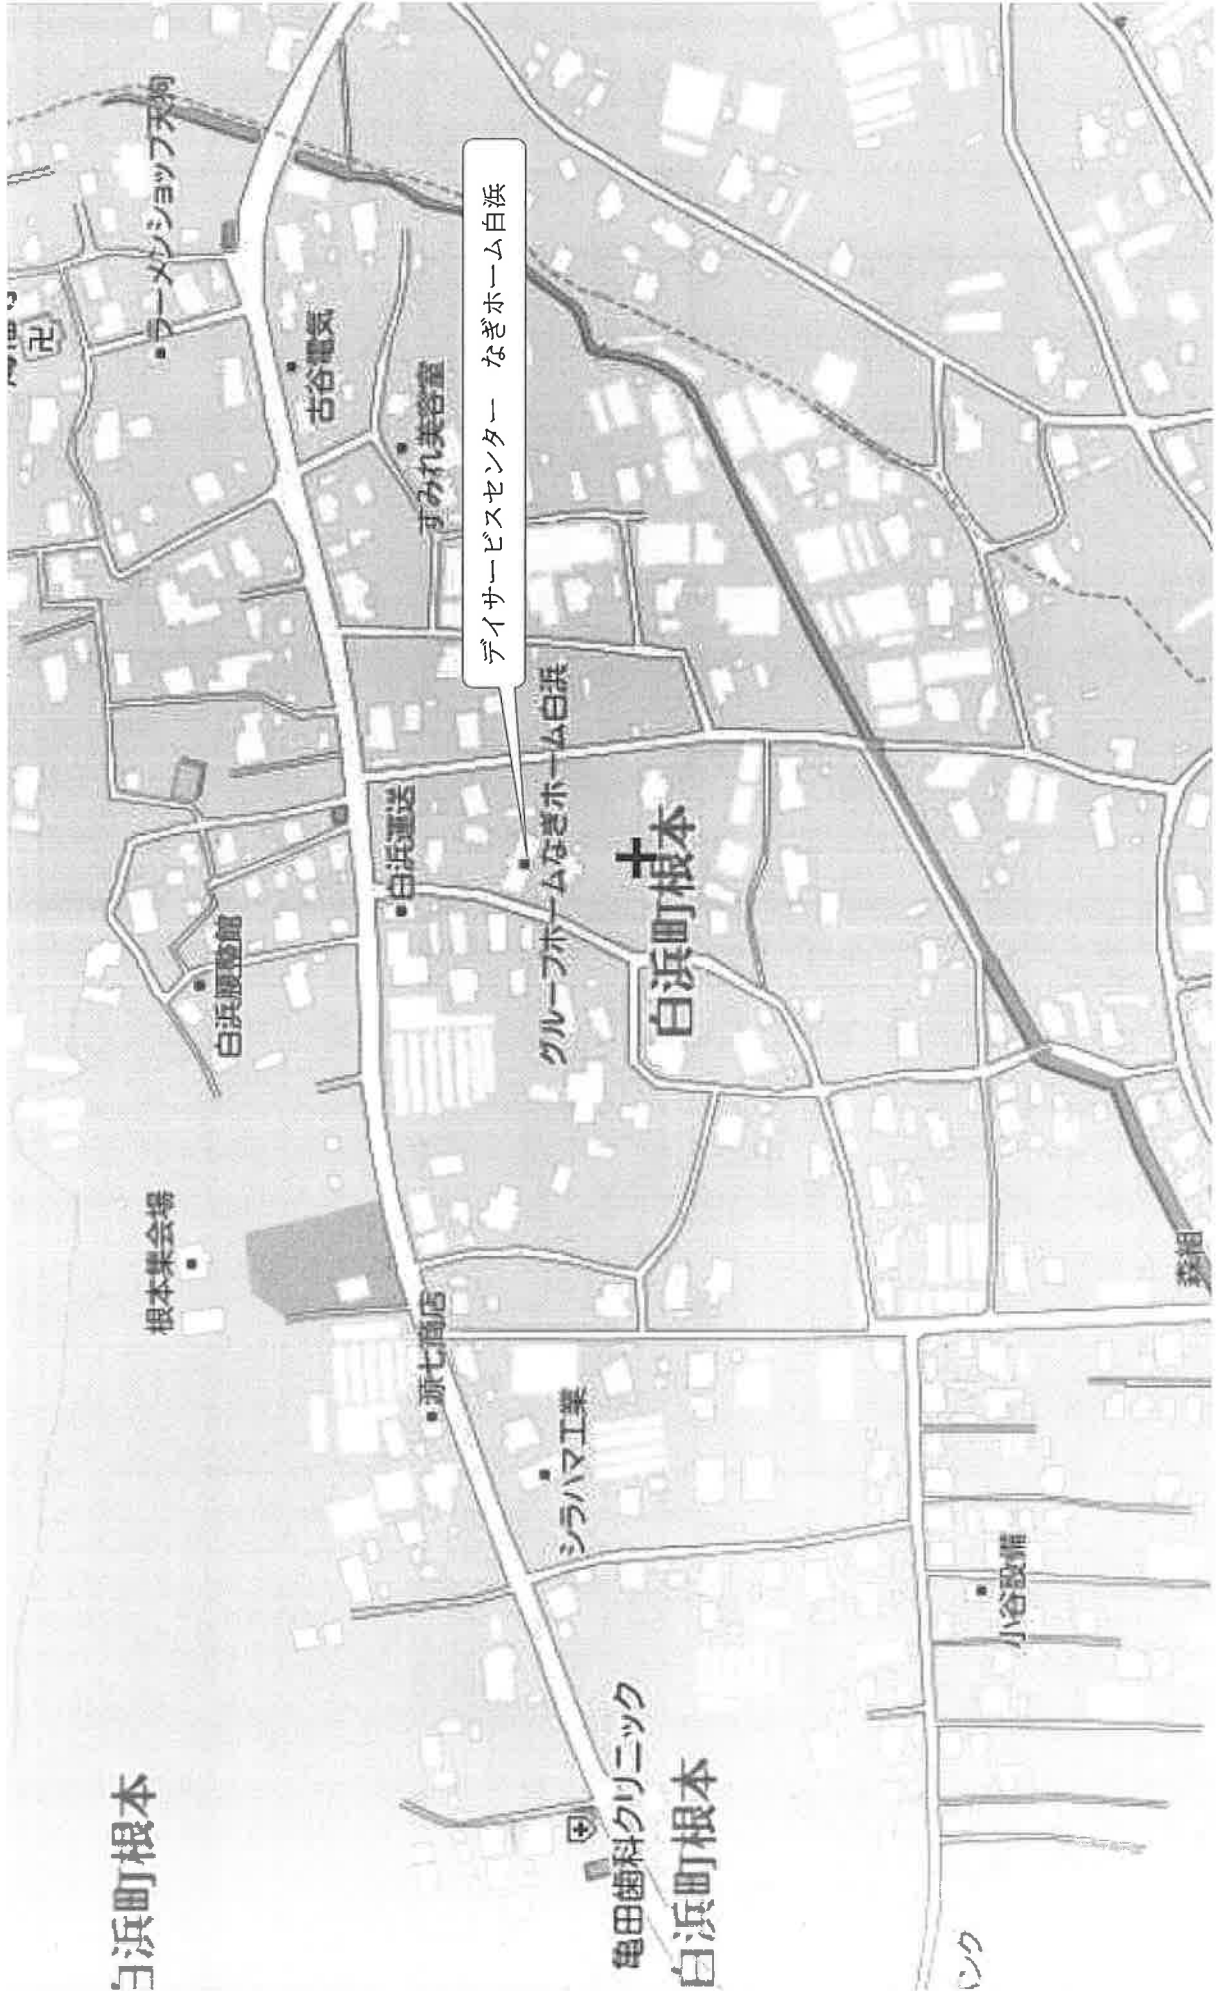 白浜町根本
根本集会場
ラーメンショップ天狗
白浜腰整館
古谷電気
白浜運送
源七商店
すみれ美容室
デイサービスセンター　なぎホーム白浜
グループホームなぎホーム白浜
シラハマ工業
亀田歯科クリニック
白浜町根本
白浜町根本
ンク
小谷設備